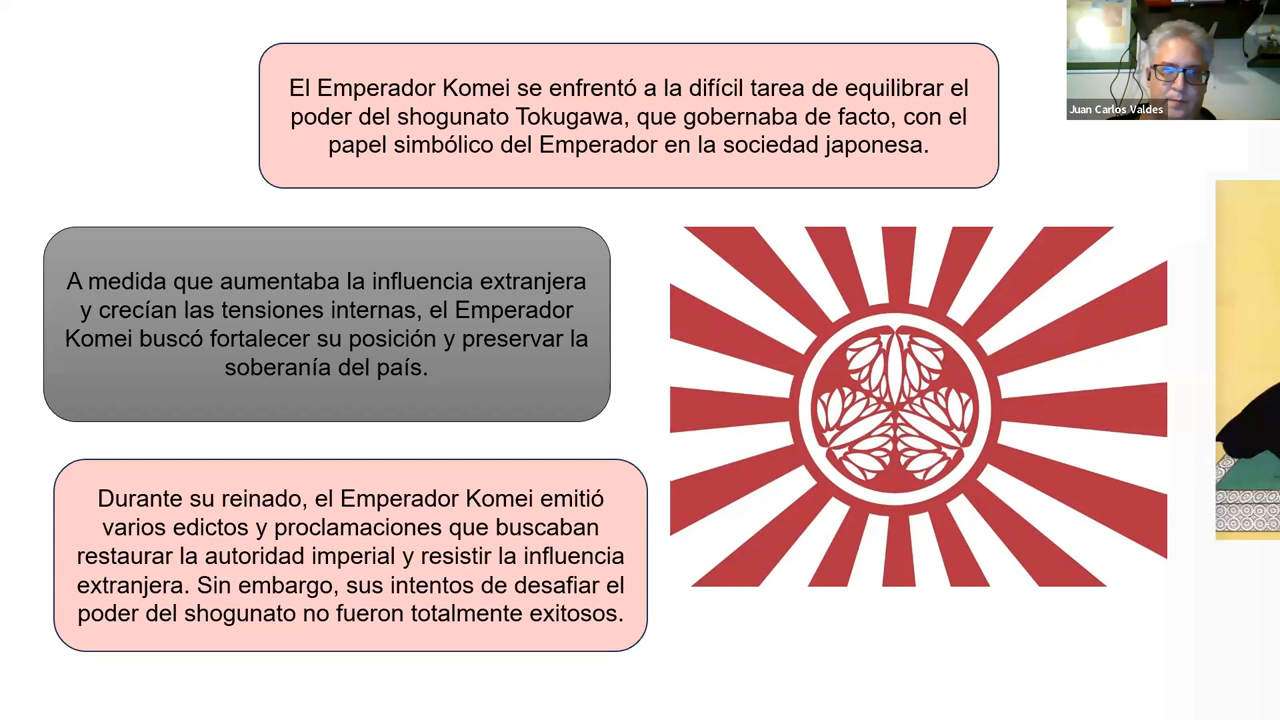 El Emperador Komei se enfrentó a la difícil tarea de equilibrar el
poder del shogunato Tokugawa, que gobernaba de facto, con el
papel simbólico del Emperador en la sociedad japonesa.
Juan Carlos Valdes
A medida que aumentaba la influencia extranjera
y crecían las tensiones internas, el Emperador
Komei buscó fortalecer su posición y preservar la
soberanía del país.
Durante su reinado, el Emperador Komei emitió
varios edictos y proclamaciones que buscaban
restaurar la autoridad imperial y resistir la influencia
extranjera. Sin embargo, sus intentos de desafiar el
poder del shogunato no fueron totalmente exitosos.